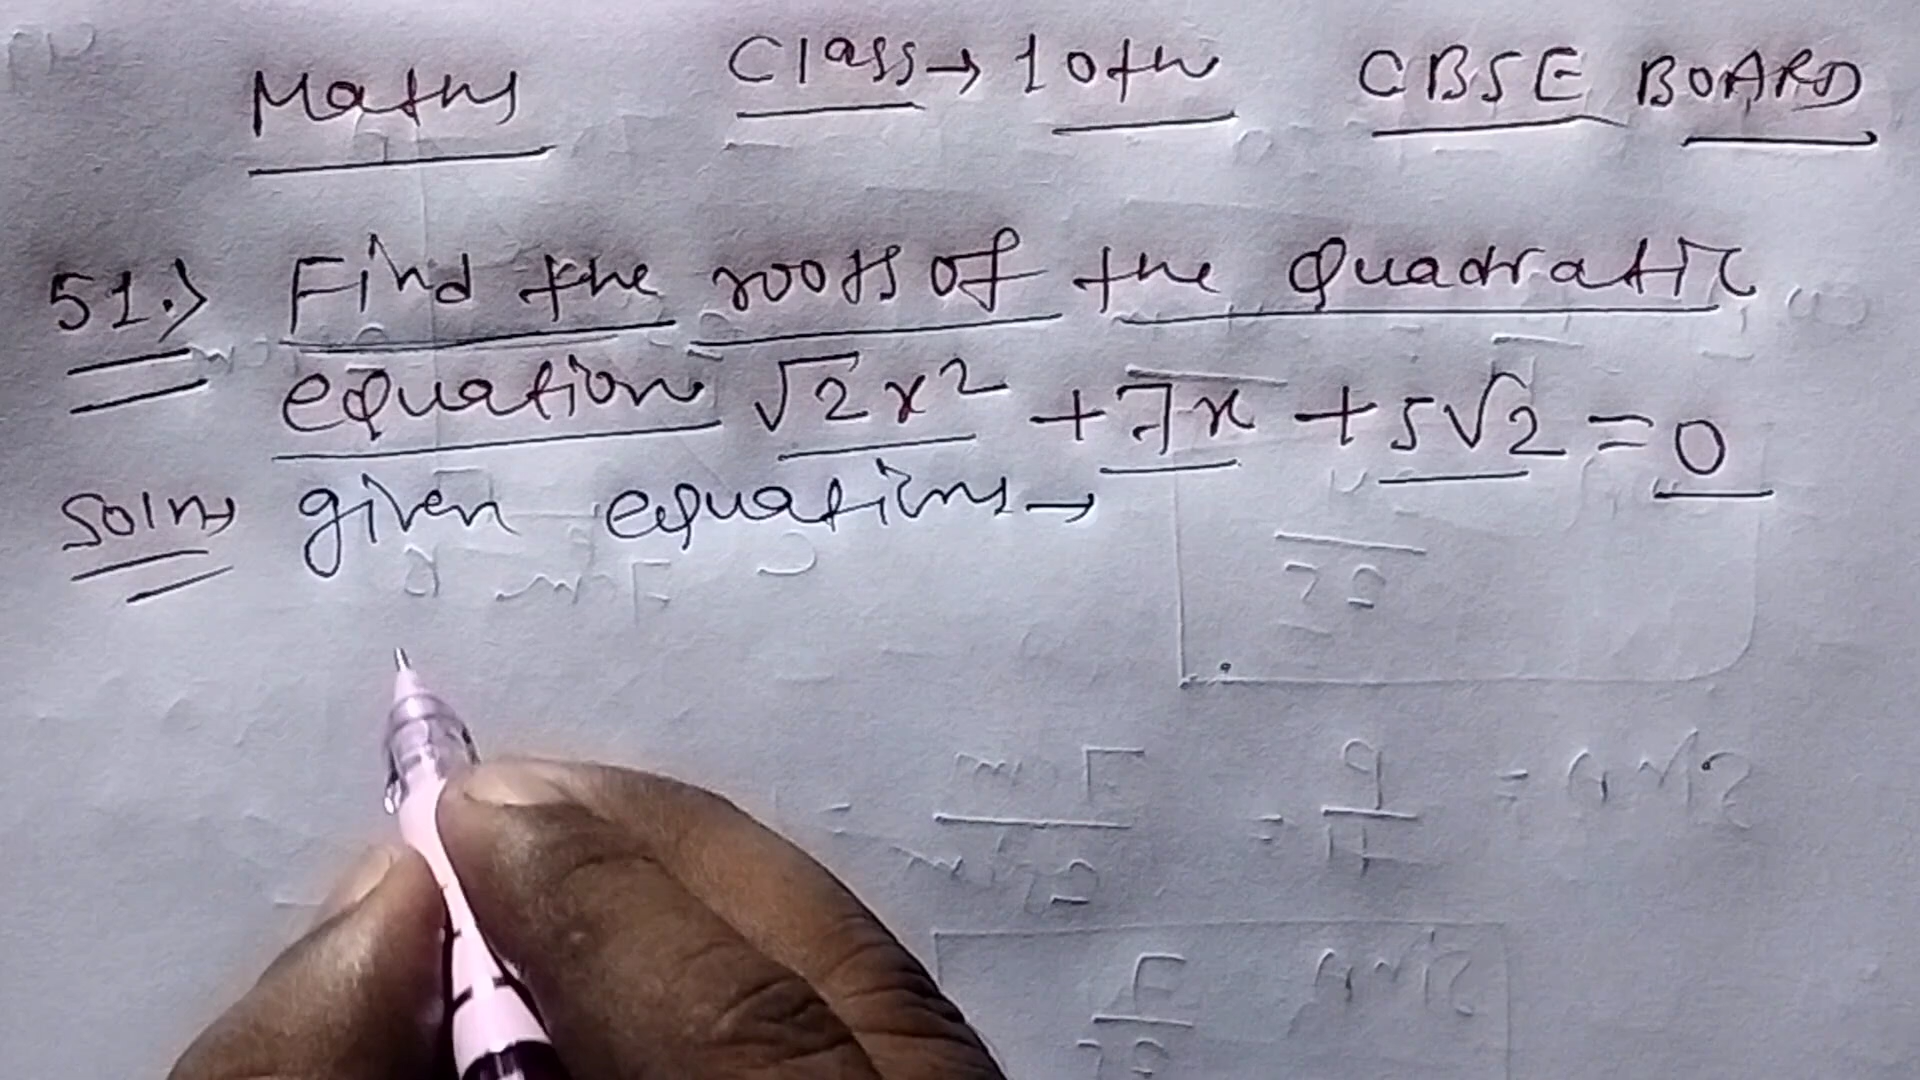 Maths Class → 10th CBSE BOARD
51.> Find the roots of the quadratic
equation √2x² + 7x + 5√2 = 0
Soln→ given equations →